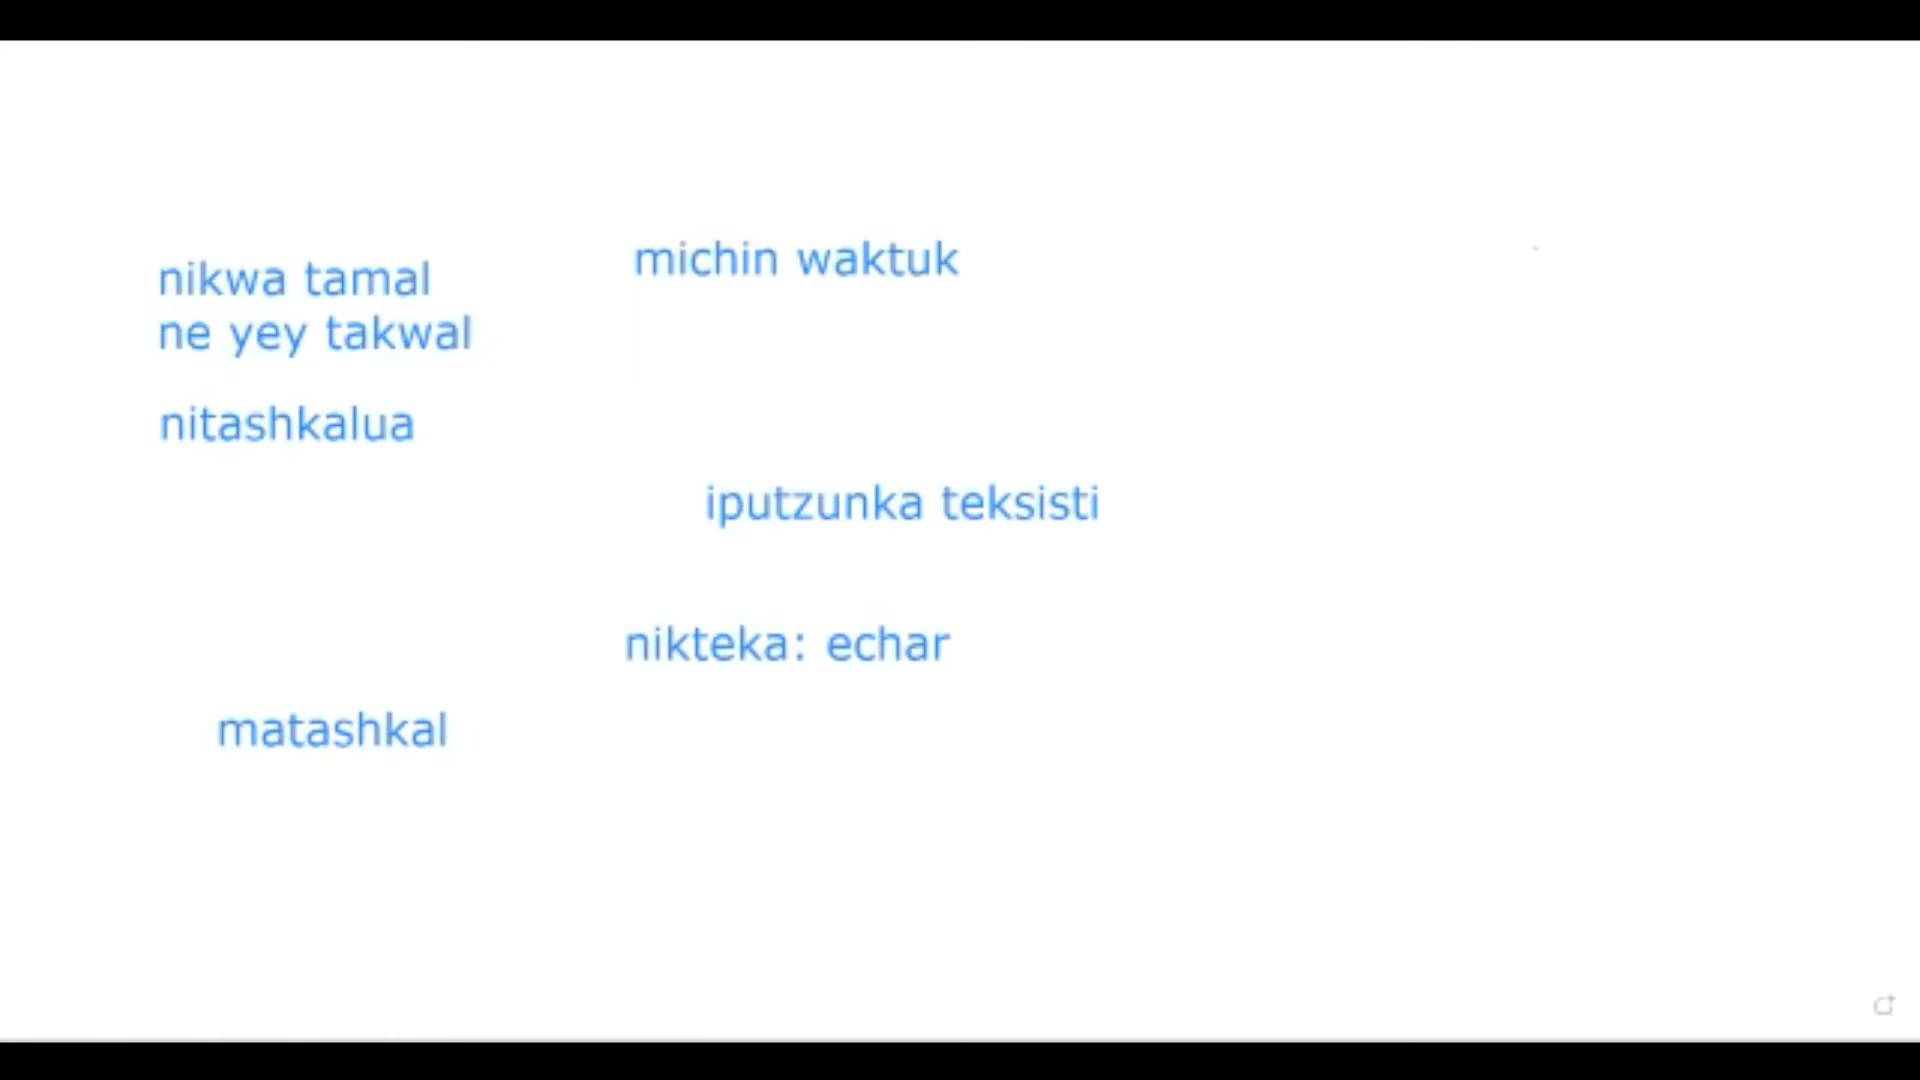 nikwa tamal
ne yey takwal
nitashkalua
michin waktuk
iputzunka teksisti
nikteka: echar
matashkal